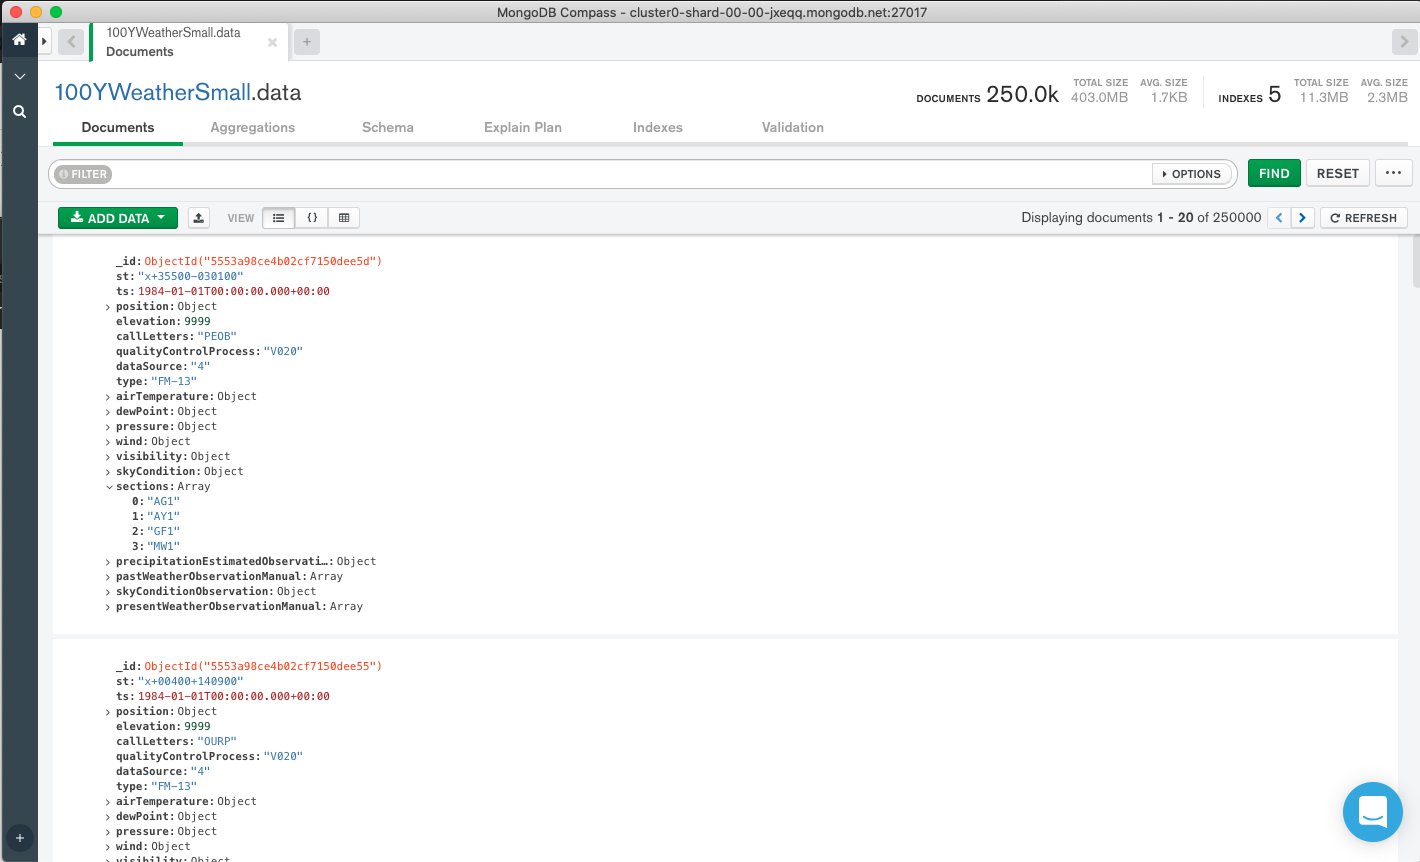 MongoDB Compass - cluster0-shard-00-00-jxeqq.mongodb.net:27017
100YWeatherSmall.data
Documents
100YWeatherSmall.data
DOCUMENTS 250.0k TOTAL SIZE 403.0MB AVG. SIZE 1.7KB INDEXES 5 TOTAL SIZE 11.3MB AVG. SIZE 2.3MB
Documents Aggregations Schema Explain Plan Indexes Validation
FILTER OPTIONS FIND RESET ...
ADD DATA VIEW {} Displaying documents 1 - 20 of 250000 < > REFRESH
_id:ObjectId("5553a98ce4b02cf7150dee5d")
st:"x+35500-030100"
ts:1984-01-01T00:00:00.000+00:00
> position:Object
elevation:9999
callLetters:"PEOB"
qualityControlProcess:"V020"
dataSource:"4"
type:"FM-13"
> airTemperature:Object
> dewPoint:Object
> pressure:Object
> wind:Object
> visibility:Object
> skyCondition:Object
sections:Array
0:"AG1"
1:"AY1"
2:"GF1"
3:"MW1"
> precipitationEstimatedObservati…:Object
> pastWeatherObservationManual:Array
> skyConditionObservation:Object
> presentWeatherObservationManual:Array
_id:ObjectId("5553a98ce4b02cf7150dee55")
st:"x+00400+140900"
ts:1984-01-01T00:00:00.000+00:00
> position:Object
elevation:9999
callLetters:"OURP"
qualityControlProcess:"V020"
dataSource:"4"
type:"FM-13"
> airTemperature:Object
> dewPoint:Object
> pressure:Object
> wind:Object
> visibility:Object